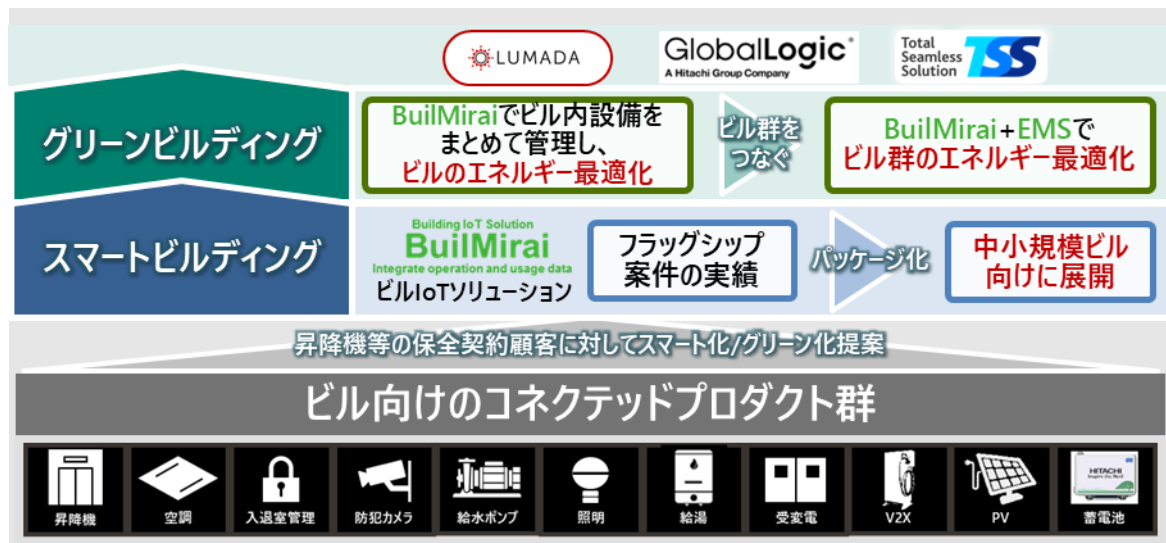 LUMADA
GlobalLogic
A Hitachi Group Company
Total
Seamless
Solution
TSS
グリーンビルディング
BuilMiraiでビル内設備を
まとめて管理し、
ビルのエネルギー最適化
ビル群を
つなぐ
BuilMirai+EMSで
ビル群のエネルギー最適化
スマートビルディング
Building IoT Solution
BuilMirai
Integrate operation and usage data
ビルIoTソリューション
フラッグシップ
案件の実績
パッケージ化
中小規模ビル
向けに展開
昇降機等の保全契約顧客に対してスマート化/グリーン化提案
ビル向けのコネクテッドプロダクト群
昇降機
空調
入退室管理
防犯カメラ
給水ポンプ
照明
給湯
受変電
V2X
PV
HITACHI
Inspire the Next
蓄電池